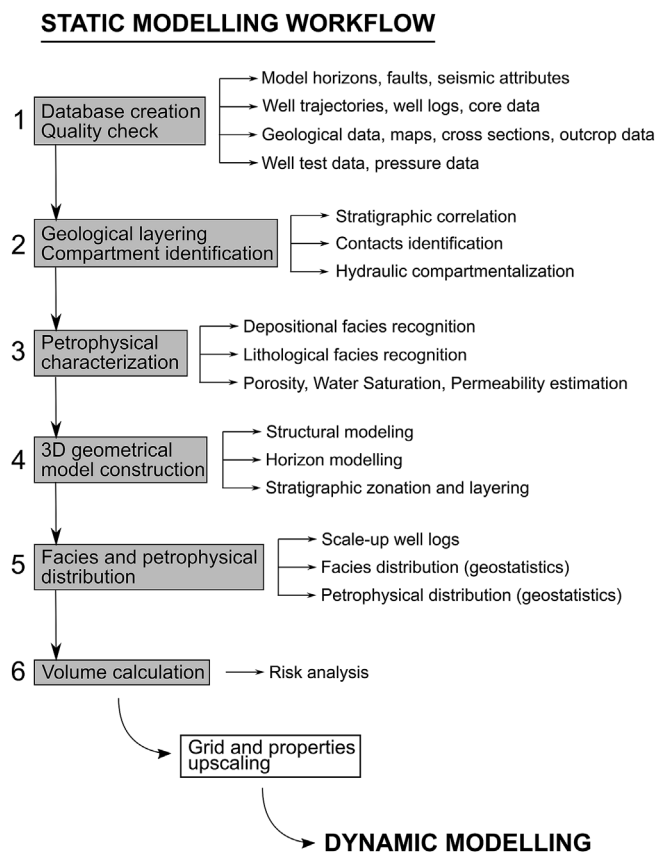 STATIC MODELLING WORKFLOW
1
Database creation
Quality check
Model horizons, faults, seismic attributes
Well trajectories, well logs, core data
Geological data, maps, cross sections, outcrop data
Well test data, pressure data
2
Geological layering
Compartment identification
Stratigraphic correlation
Contacts identification
Hydraulic compartmentalization
3
Petrophysical
characterization
Depositional facies recognition
Lithological facies recognition
Porosity, Water Saturation, Permeability estimation
4
3D geometrical
model construction
Structural modeling
Horizon modelling
Stratigraphic zonation and layering
5
Facies and petrophysical
distribution
Scale-up well logs
Facies distribution (geostatistics)
Petrophysical distribution (geostatistics)
6
Volume calculation
Risk analysis
Grid and properties
upscaling
DYNAMIC MODELLING